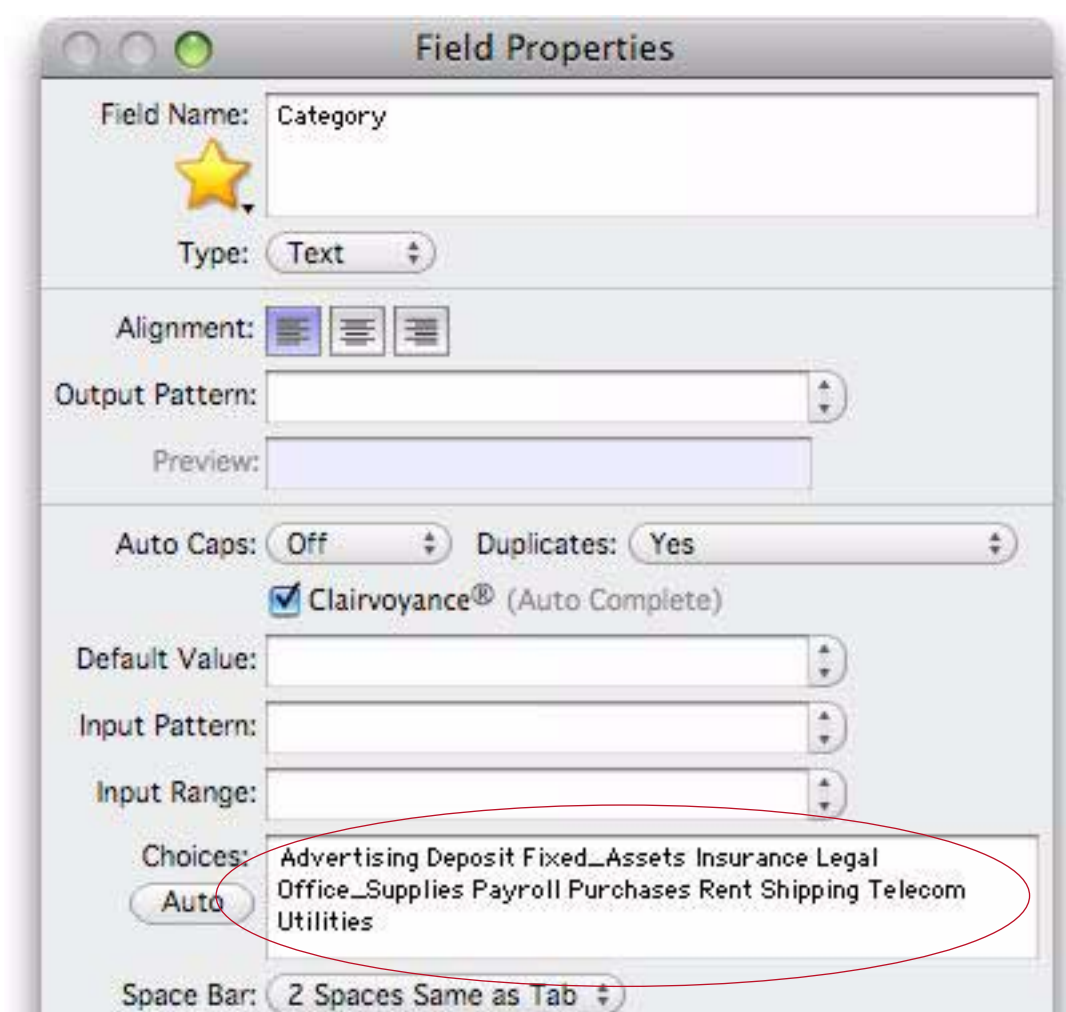 Field Properties
Field Name: Category
Type: Text
Alignment:
Output Pattern:
Preview:
Auto Caps: Off Duplicates: Yes
Clairvoyance® (Auto Complete)
Default Value:
Input Pattern:
Input Range:
Choices: Advertising Deposit Fixed_Assets Insurance Legal
Auto Office_Supplies Payroll Purchases Rent Shipping Telecom
Utilities
Space Bar: 2 Spaces Same as Tab